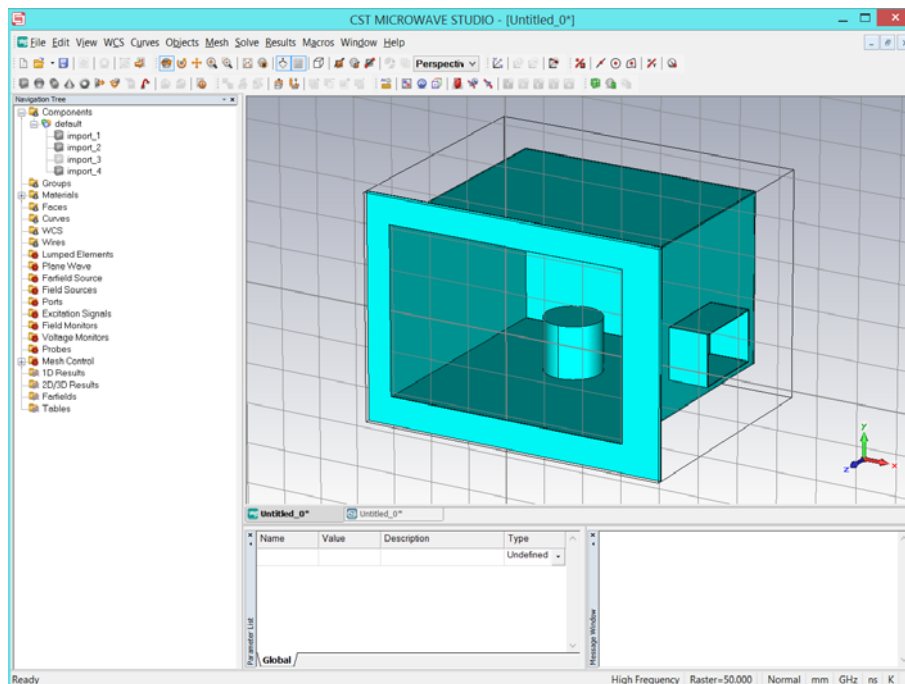 CST MICROWAVE STUDIO - [Untitled_0*]
File Edit View WCS Curves Objects Mesh Solve Results Macros Window Help
Perspectiv
Navigation Tree
Components
default
import_1
import_2
import_3
import_4
Groups
Materials
Faces
Curves
WCS
Wires
Lumped Elements
Plane Wave
Farfield Source
Field Sources
Ports
Excitation Signals
Field Monitors
Voltage Monitors
Probes
Mesh Control
1D Results
2D/3D Results
Farfields
Tables
y
x
z
Untitled_0* Untitled_0*
Name Value Description Type
Undefined
Parameter List
Global
Message Window
Ready High Frequency Raster=50.000 Normal mm GHz ns K